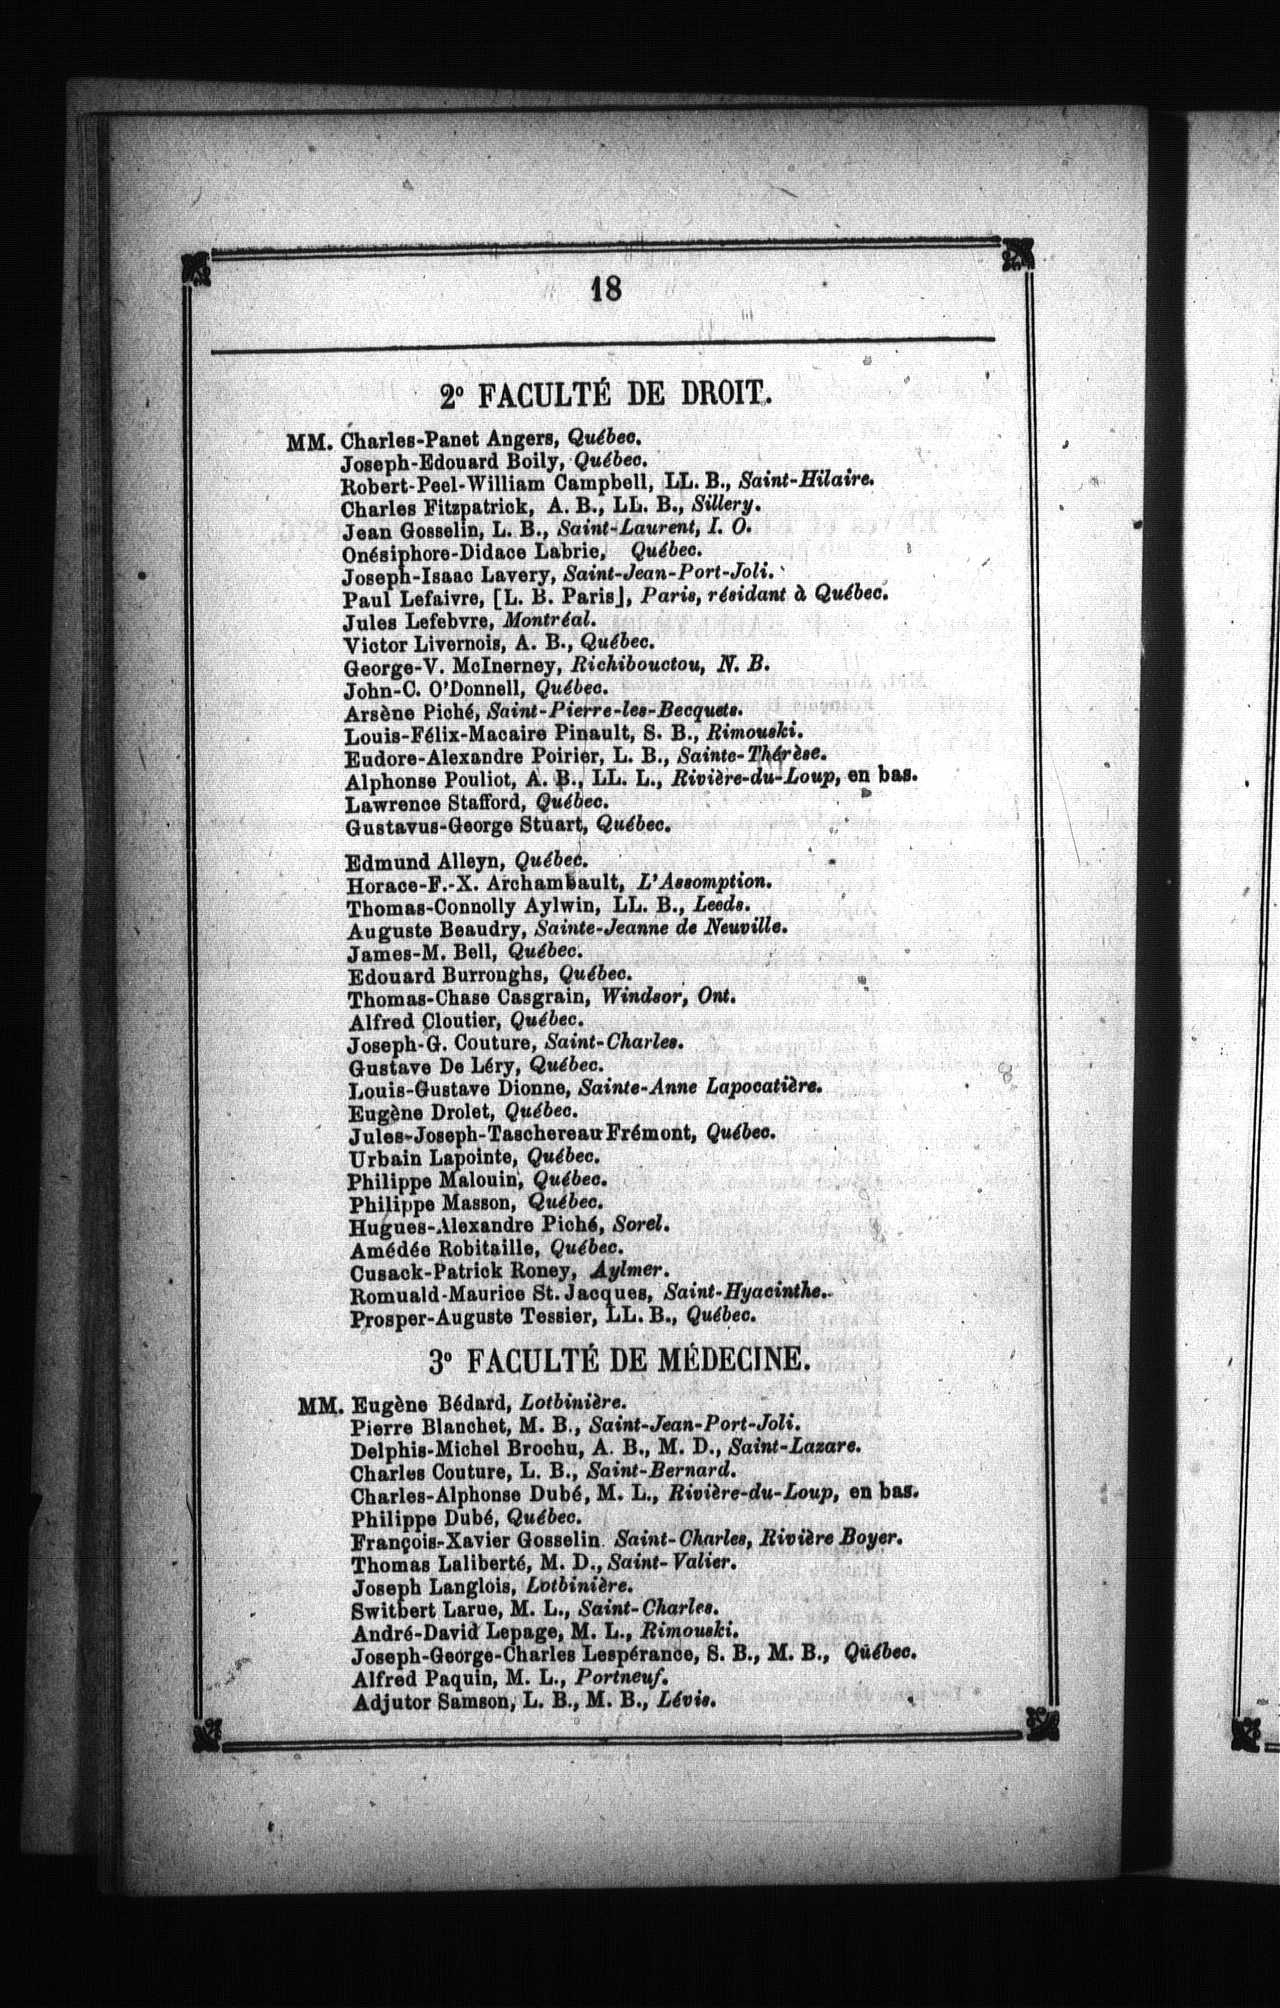 18
2º FACULTÉ DE DROIT.
MM. Charles-Panet Angers, Québec.
Joseph-Edouard Boily, Québec.
Robert-Peel-William Campbell, LL. B., Saint-Hilaire.
Charles Fitzpatrick, A. B., LL. B., Sillery.
Jean Gosselin, L. B., Saint-Laurent, I. O.
Onésiphore-Didace Labrie, Québec.
Joseph-Isaac Lavery, Saint-Jean-Port-Joli.
Paul Lefaivre, [L. B. Paris], Paris, résidant à Québec.
Jules Lefebvre, Montréal.
Victor Livernois, A. B., Québec.
George-V. McInerney, Richibouctou, N. B.
John-C. O'Donnell, Québec.
Arsène Piché, Saint-Pierre-les-Becquets.
Louis-Félix-Macaire Pinault, S. B., Rimouski.
Eudore-Alexandre Poirier, L. B., Sainte-Thérèse.
Alphonse Pouliot, A. B., LL. L., Rivière-du-Loup, en bas.
Lawrence Stafford, Québec.
Gustavus-George Stuart, Québec.
Edmund Alleyn, Québec.
Horace-F.-X. Archambault, L'Assomption.
Thomas-Connolly Aylwin, LL. B., Leeds.
Auguste Beaudry, Sainte-Jeanne de Neuville.
James-M. Bell, Québec.
Edouard Burroughs, Québec.
Thomas-Chase Casgrain, Windsor, Ont.
Alfred Cloutier, Québec.
Joseph-G. Couture, Saint-Charles.
Gustave De Léry, Québec.
Louis-Gustave Dionne, Sainte-Anne Lapocatière.
Eugène Drolet, Québec.
Jules-Joseph-Taschereau Frémont, Québec.
Urbain Lapointe, Québec.
Philippe Malouin, Québec.
Philippe Masson, Québec.
Hugues-Alexandre Piché, Sorel.
Amédée Robitaille, Québec.
Cusack-Patrick Roney, Aylmer.
Romuald-Maurice St. Jacques, Saint-Hyacinthe.
Prosper-Auguste Tessier, LL. B., Québec.
3º FACULTÉ DE MÉDECINE.
MM. Eugène Bédard, Lotbinière.
Pierre Blanchet, M. B., Saint-Jean-Port-Joli.
Delphis-Michel Brochu, A. B., M. D., Saint-Lazare.
Charles Couture, L. B., Saint-Bernard.
Charles-Alphonse Dubé, M. L., Rivière-du-Loup, en bas.
Philippe Dubé, Québec.
François-Xavier Gosselin. Saint-Charles, Rivière Boyer.
Thomas Laliberté, M. D., Saint-Valier.
Joseph Langlois, Lotbinière.
Switbert Larue, M. L., Saint-Charles.
André-David Lepage, M. L., Rimouski.
Joseph-George-Charles Lespérance, S. B., M. B., Québec.
Alfred Paquin, M. L., Portneuf.
Adjutor Samson, L. B., M. B., Lévis.